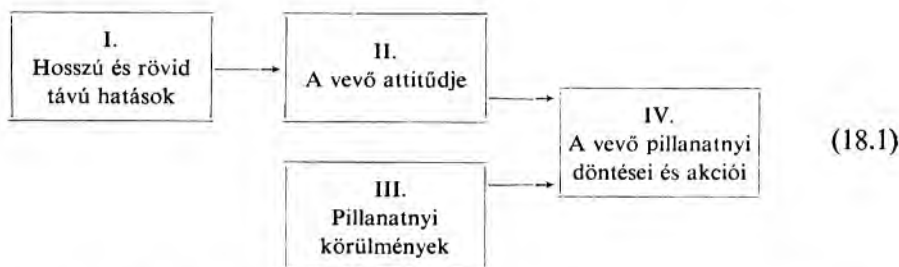 I.
Hosszú és rövid
távú hatások
II.
A vevő attitűdje
III.
Pillanatnyi
körülmények
IV.
A vevő pillanatnyi
döntései és akciói
(18.1)